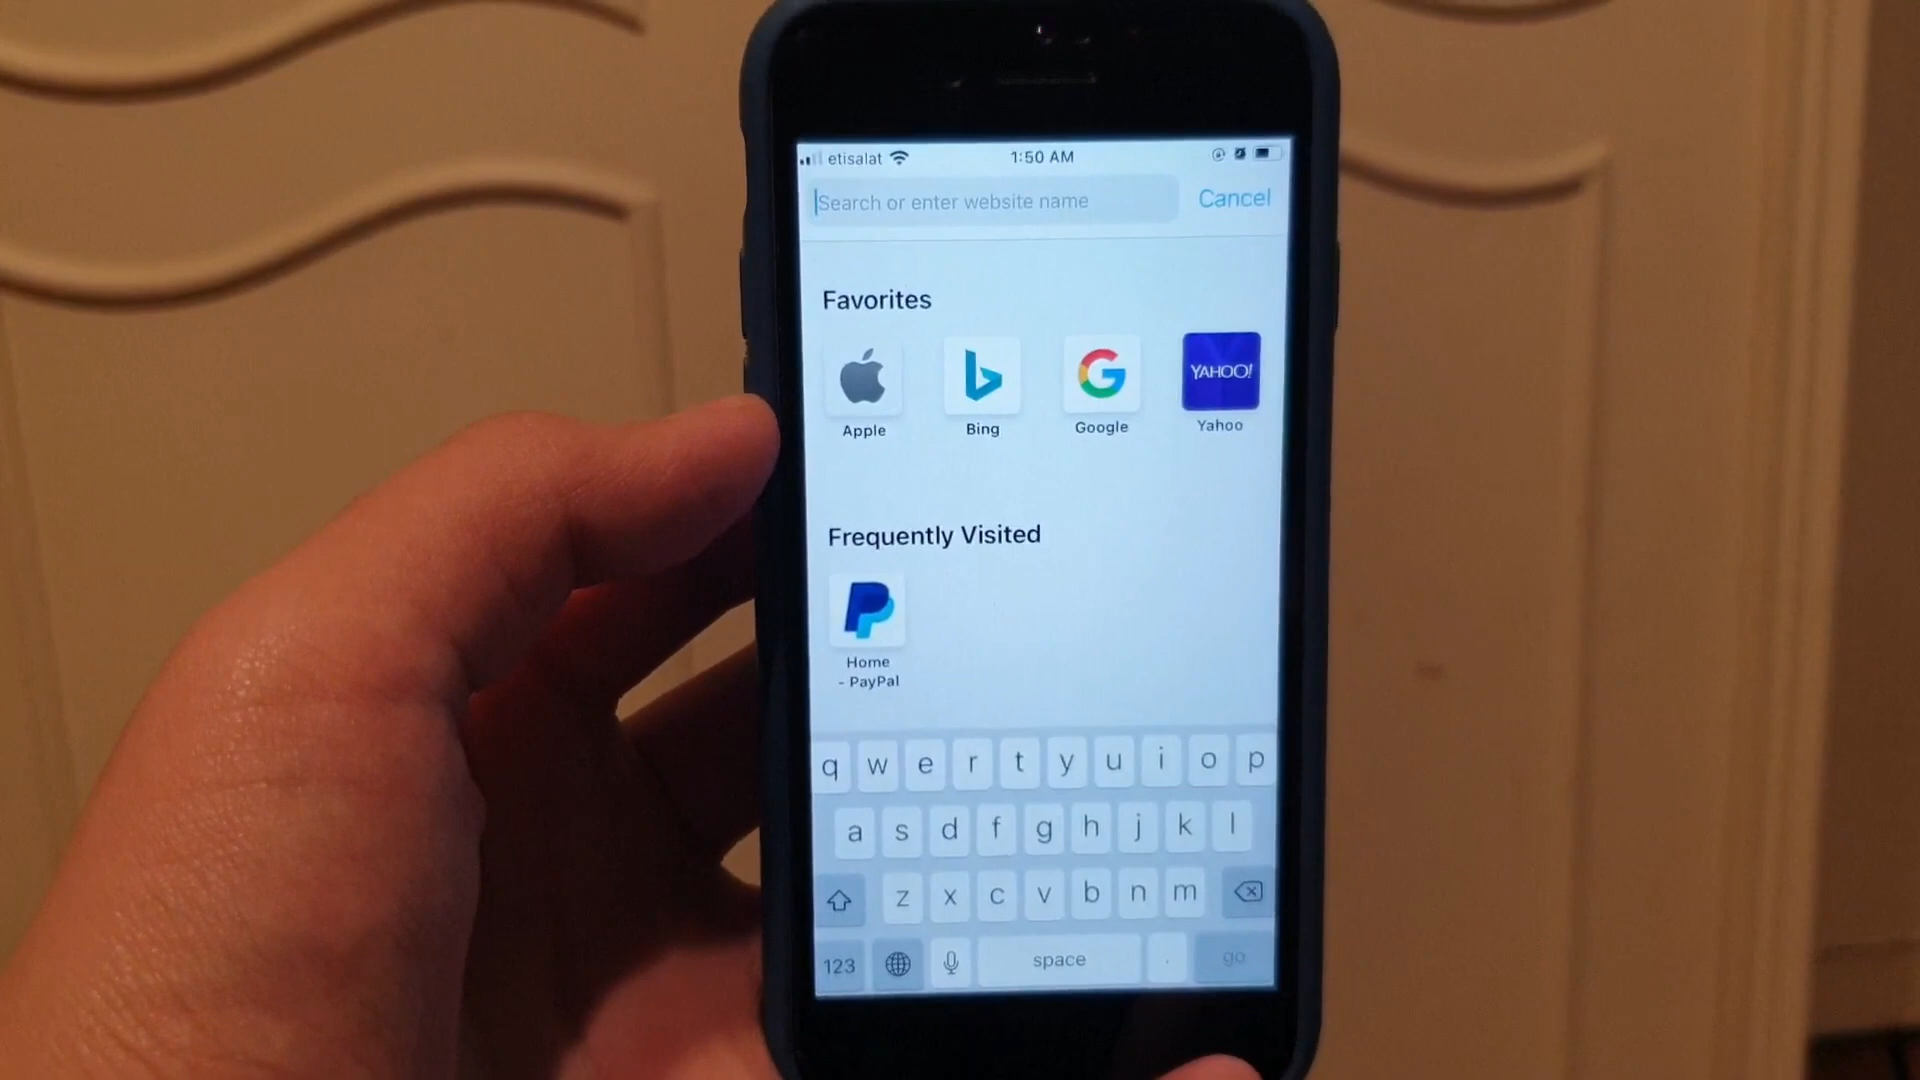 etisalat 1:50 AM
Search or enter website name Cancel
Favorites
YAHOO!
Apple Bing Google Yahoo
Frequently Visited
Home
- PayPal
q w e r t y u i o p
a s d f g h j k l
z x c v b n m
123 space . go